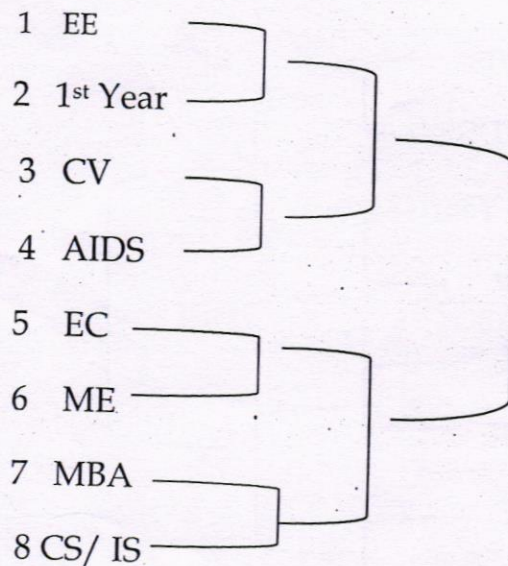 1 EE
2 1st Year
3 CV
4 AIDS
5 EC
6 ME
7 MBA
8 CS/ IS